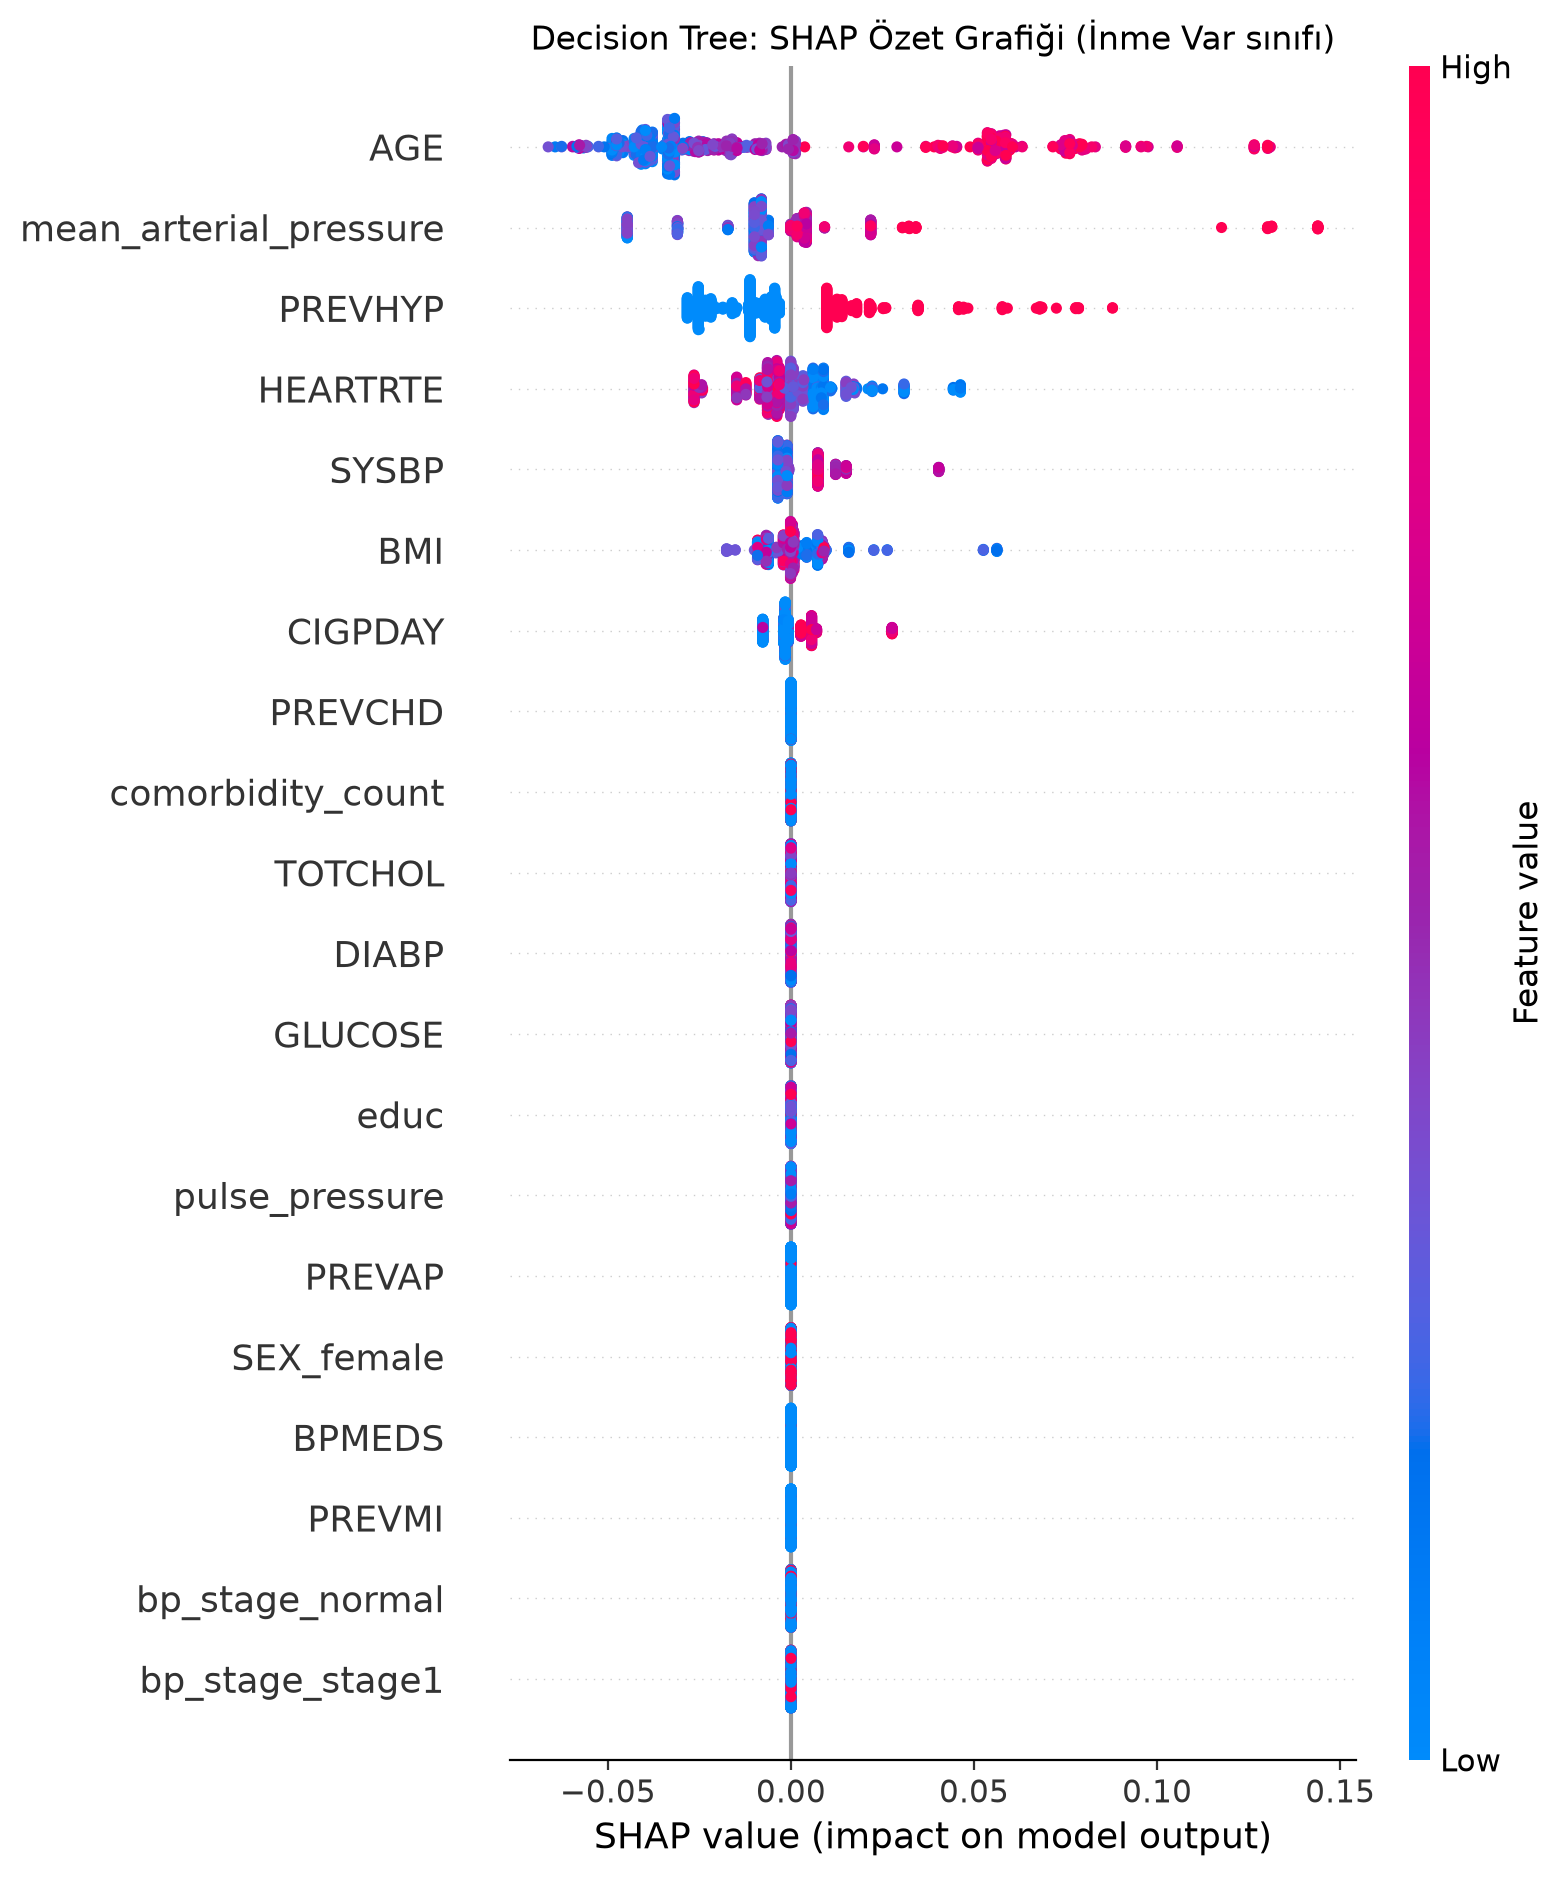 Decision Tree: SHAP Özet Grafiği (İnme Var sınıfı)
High
AGE
mean_arterial_pressure
PREVHYP
HEARTRTE
SYSBP
BMI
CIGPDAY
PREVCHD
comorbidity_count
TOTCHOL
DIABP
GLUCOSE
educ
pulse_pressure
PREVAP
SEX_female
BPMEDS
PREVMI
bp_stage_normal
bp_stage_stage1
Feature value
Low
−0.05 0.00 0.05 0.10 0.15
SHAP value (impact on model output)